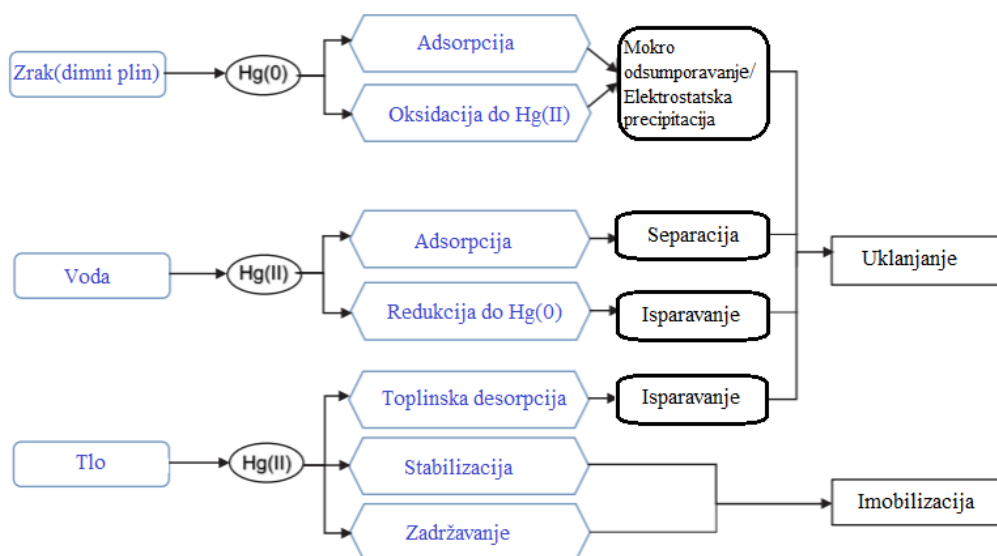 Zrak(dimni plin)
Hg(0)
Adsorpcija
Oksidacija do Hg(II)
Mokro
odsumporavanje/
Elektrostatska
precipitacija
Voda
Hg(II)
Adsorpcija
Redukcija do Hg(0)
Separacija
Isparavanje
Uklanjanje
Tlo
Hg(II)
Toplinska desorpcija
Stabilizacija
Zadržavanje
Isparavanje
Imobilizacija